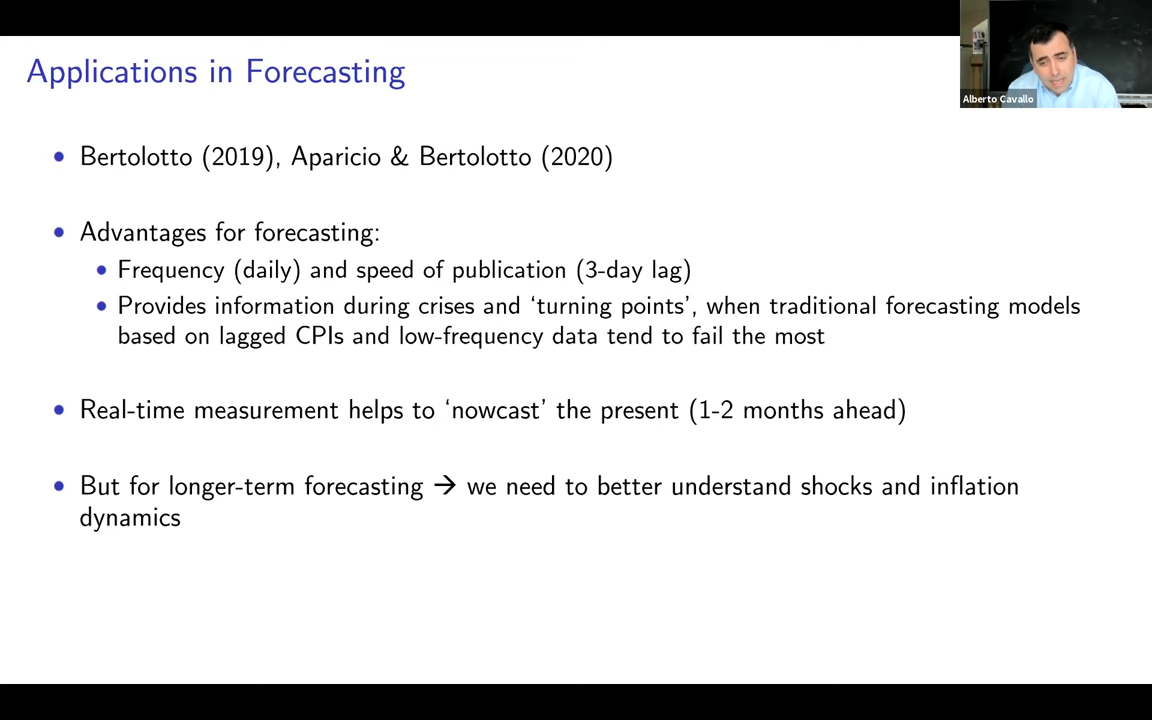 Applications in Forecasting
Alberto Cavallo
• Bertolotto (2019), Aparicio & Bertolotto (2020)
• Advantages for forecasting:
• Frequency (daily) and speed of publication (3-day lag)
• Provides information during crises and ‘turning points’, when traditional forecasting models
based on lagged CPIs and low-frequency data tend to fail the most
• Real-time measurement helps to ‘nowcast’ the present (1-2 months ahead)
• But for longer-term forecasting → we need to better understand shocks and inflation
dynamics